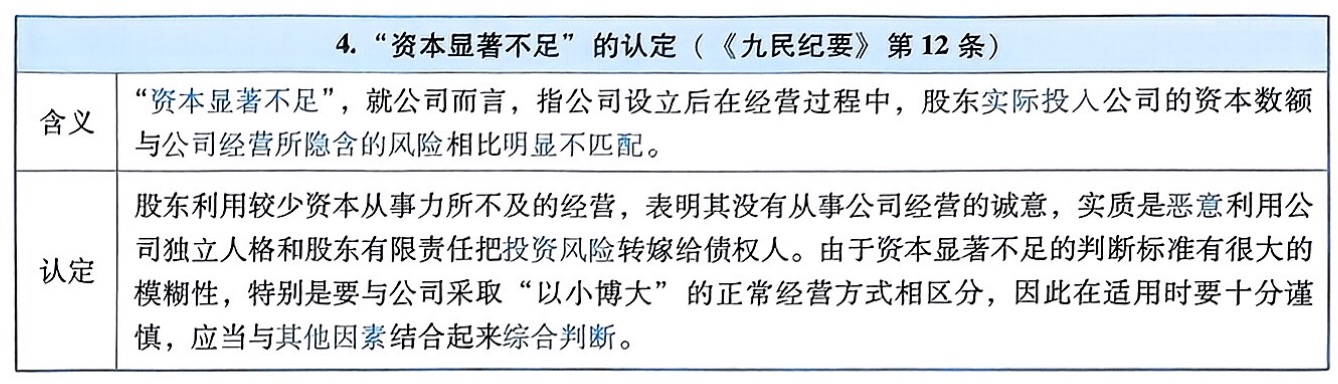 4. “资本显著不足”的认定（《九民纪要》第 12 条）
含义
“资本显著不足”，就公司而言，指公司设立后在经营过程中，股东实际投入公司的资本数额
与公司经营所隐含的风险相比明显不匹配。
认定
股东利用较少资本从事力所不及的经营，表明其没有从事公司经营的诚意，实质是恶意利用公
司独立人格和股东有限责任把投资风险转嫁给债权人。由于资本显著不足的判断标准有很大的
模糊性，特别是要与公司采取“以小博大”的正常经营方式相区分，因此在适用时要十分谨
慎，应当与其他因素结合起来综合判断。